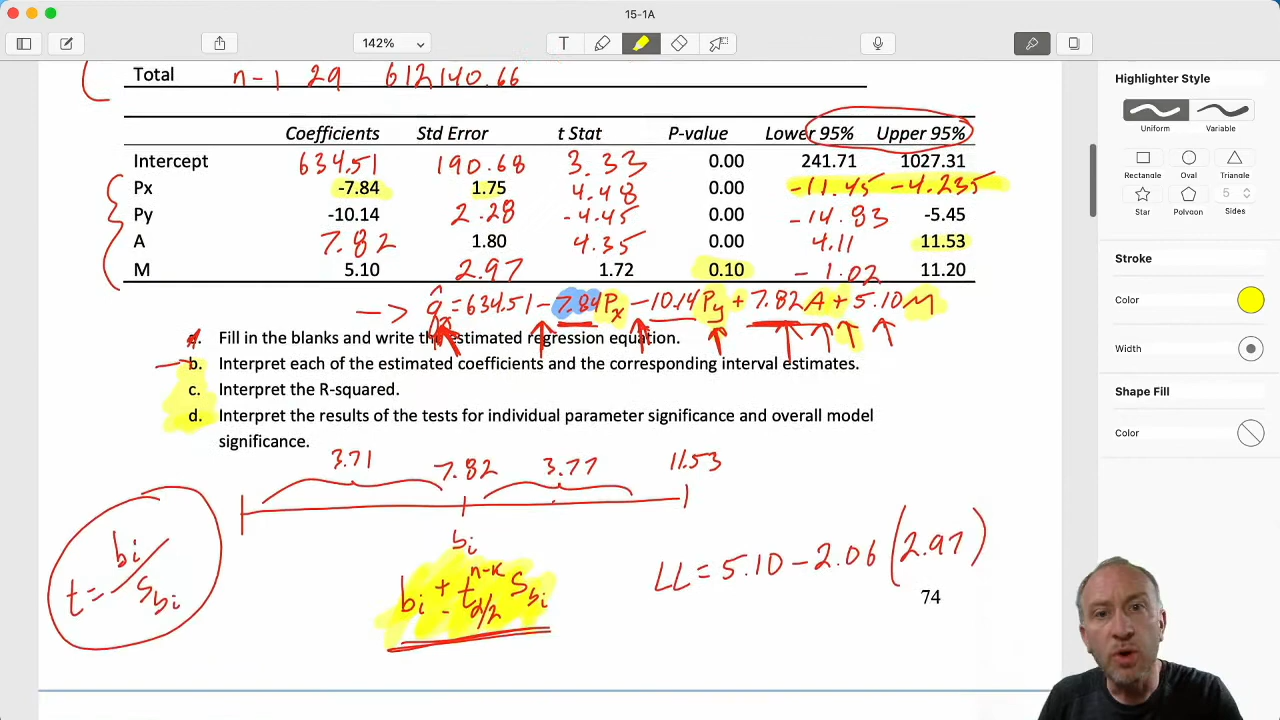 15-1A
142%
Total n-1 29 612140.66
Highlighter Style
Uniform Variable
Rectangle Oval Triangle
Star Polygon 5 Sides
Stroke
Color
Width
Shape Fill
Color
Coefficients Std Error t Stat P-value Lower 95% Upper 95%
Intercept 634.51 190.68 3.33 0.00 241.71 1027.31
Px -7.84 1.75 4.48 0.00 -11.45 -4.235
Py -10.14 2.28 -4.45 0.00 -14.83 -5.45
A 7.82 1.80 4.35 0.00 4.11 11.53
M 5.10 2.97 1.72 0.10 -1.02 11.20
-> q̂ = 634.51 - 7.84Px - 10.14Py + 7.82A + 5.10M
a. Fill in the blanks and write the estimated regression equation.
b. Interpret each of the estimated coefficients and the corresponding interval estimates.
c. Interpret the R-squared.
d. Interpret the results of the tests for individual parameter significance and overall model
significance.
3.71 7.82 3.77 11.53
bi
t = bi/Sbi
bi ± t n-k α/2 Sbi
LL = 5.10 - 2.06 (2.97)
74